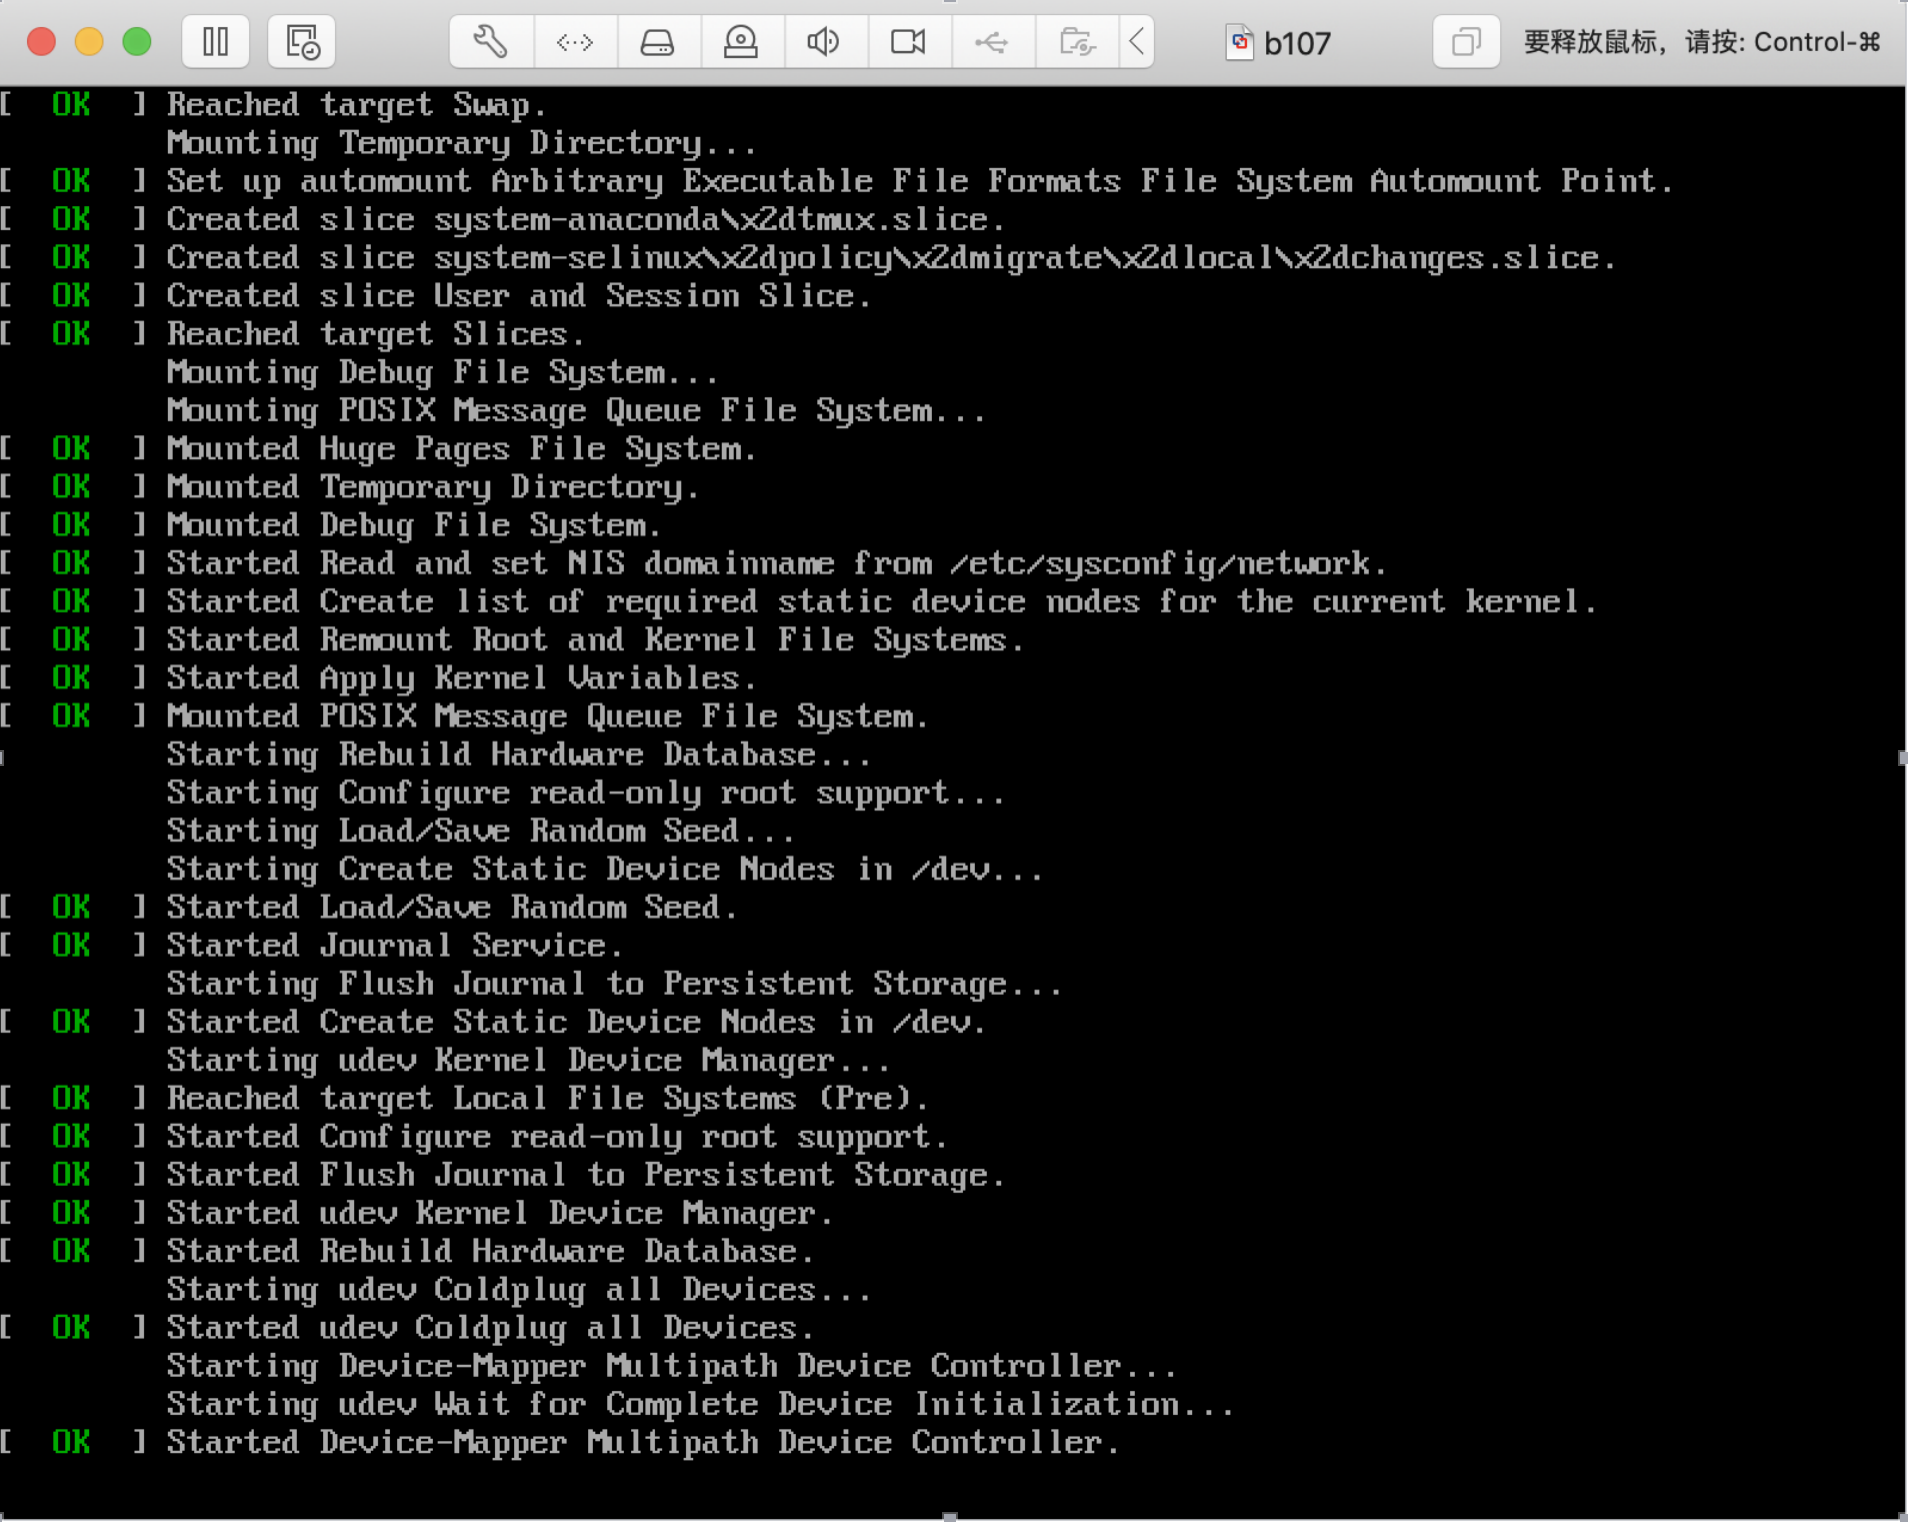 b107
要释放鼠标，请按: Control-⌘
[  OK  ] Reached target Swap.
Mounting Temporary Directory...
[  OK  ] Set up automount Arbitrary Executable File Formats File System Automount Point.
[  OK  ] Created slice system-anaconda\x2dtmux.slice.
[  OK  ] Created slice system-selinux\x2dpolicy\x2dmigrate\x2dlocal\x2dchanges.slice.
[  OK  ] Created slice User and Session Slice.
[  OK  ] Reached target Slices.
Mounting Debug File System...
Mounting POSIX Message Queue File System...
[  OK  ] Mounted Huge Pages File System.
[  OK  ] Mounted Temporary Directory.
[  OK  ] Mounted Debug File System.
[  OK  ] Started Read and set NIS domainname from /etc/sysconfig/network.
[  OK  ] Started Create list of required static device nodes for the current kernel.
[  OK  ] Started Remount Root and Kernel File Systems.
[  OK  ] Started Apply Kernel Variables.
[  OK  ] Mounted POSIX Message Queue File System.
Starting Rebuild Hardware Database...
Starting Configure read-only root support...
Starting Load/Save Random Seed...
Starting Create Static Device Nodes in /dev...
[  OK  ] Started Load/Save Random Seed.
[  OK  ] Started Journal Service.
Starting Flush Journal to Persistent Storage...
[  OK  ] Started Create Static Device Nodes in /dev.
Starting udev Kernel Device Manager...
[  OK  ] Reached target Local File Systems (Pre).
[  OK  ] Started Configure read-only root support.
[  OK  ] Started Flush Journal to Persistent Storage.
[  OK  ] Started udev Kernel Device Manager.
[  OK  ] Started Rebuild Hardware Database.
Starting udev Coldplug all Devices...
[  OK  ] Started udev Coldplug all Devices.
Starting Device-Mapper Multipath Device Controller...
Starting udev Wait for Complete Device Initialization...
[  OK  ] Started Device-Mapper Multipath Device Controller.